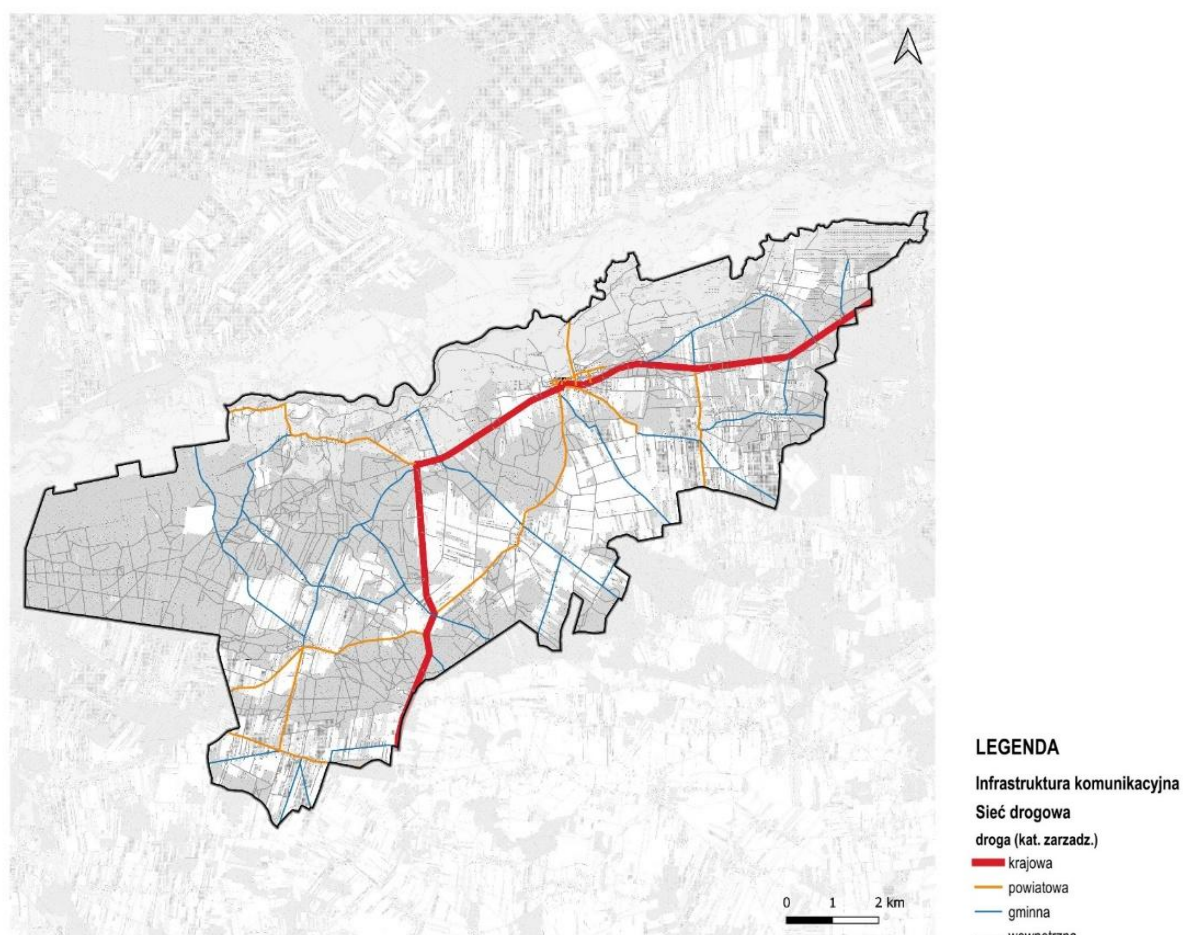 0 1 2 km
LEGENDA
Infrastruktura komunikacyjna
Sieć drogowa
droga (kat. zarzadz.)
krajowa
powiatowa
gminna